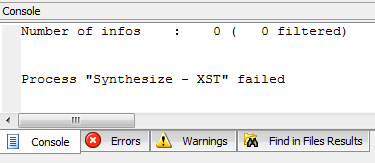 Console
Number of infos    :    0 (   0 filtered)
Process "Synthesize - XST" failed
Console Errors Warnings Find in Files Results